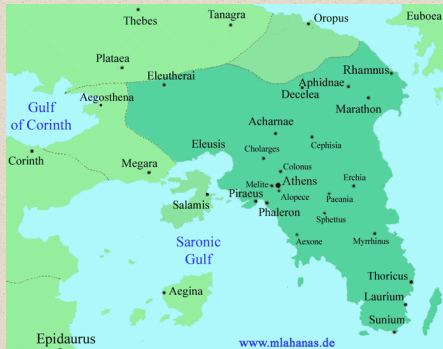 Thebes
Tanagra
Oropus
Euboea
Plataea
Eleutherai
Rhamnus
Aphidnae
Decelea
Aegosthena
Marathon
Gulf
of Corinth
Acharnae
Cephisia
Eleusis
Cholarges
Corinth
Megara
Colonus
Melite
Athens
Erchia
Alopece
Paeania
Piraeus
Salamis
Phaleron
Sphettus
Saronic
Gulf
Aexone
Myrrhinus
Thoricus
Aegina
Laurium
Sunium
Epidaurus
www.mlahanas.de